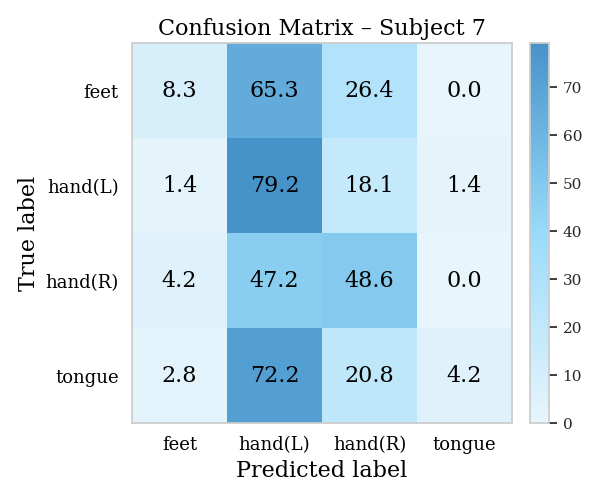 Confusion Matrix – Subject 7
True label
feet 8.3 65.3 26.4 0.0
hand(L) 1.4 79.2 18.1 1.4
hand(R) 4.2 47.2 48.6 0.0
tongue 2.8 72.2 20.8 4.2
feet hand(L) hand(R) tongue
Predicted label
70
60
50
40
30
20
10
0